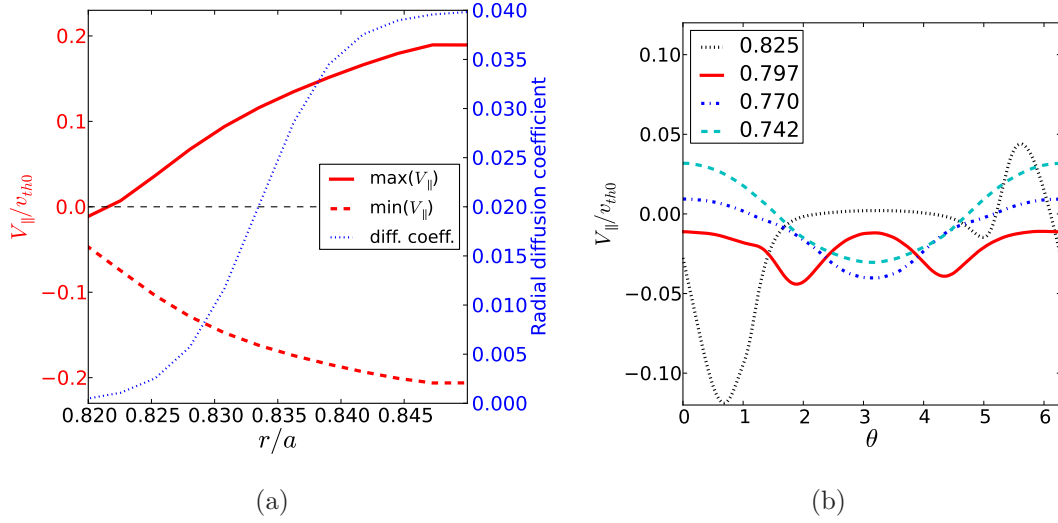 0.2
0.1
0.0
−0.1
−0.2
V∥/v_th0
0.820 0.825 0.830 0.835 0.840 0.845
r/a
0.040
0.035
0.030
0.025
0.020
0.015
0.010
0.005
0.000
Radial diffusion coefficient
max(V∥)
min(V∥)
diff. coeff.
(a)
0.10
0.05
0.00
−0.05
−0.10
V∥/v_th0
0 1 2 3 4 5 6
θ
0.825
0.797
0.770
0.742
(b)